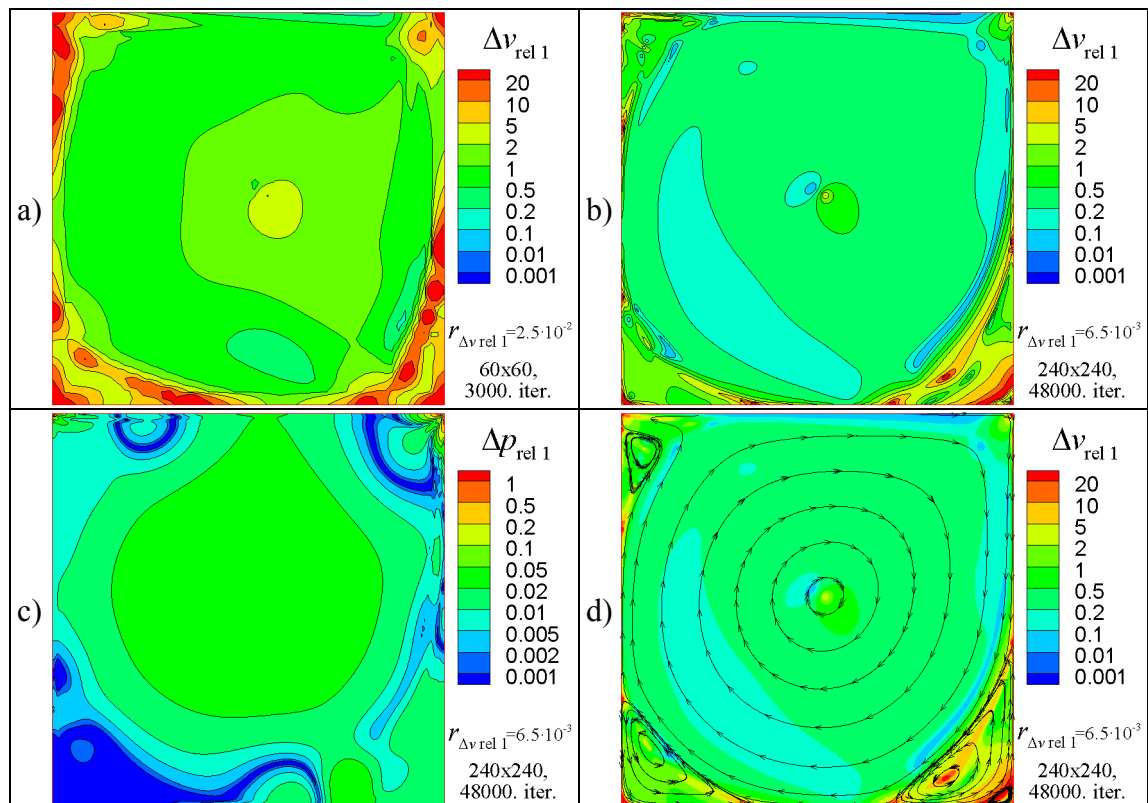 a)
Δv rel 1
20
10
5
2
1
0.5
0.2
0.1
0.01
0.001
r Δv rel 1=2.5·10-2
60x60,
3000. iter.
b)
Δv rel 1
20
10
5
2
1
0.5
0.2
0.1
0.01
0.001
r Δv rel 1=6.5·10-3
240x240,
48000. iter.
c)
Δp rel 1
1
0.5
0.2
0.1
0.05
0.02
0.01
0.005
0.002
0.001
r Δv rel 1=6.5·10-3
240x240,
48000. iter.
d)
Δv rel 1
20
10
5
2
1
0.5
0.2
0.1
0.01
0.001
r Δv rel 1=6.5·10-3
240x240,
48000. iter.